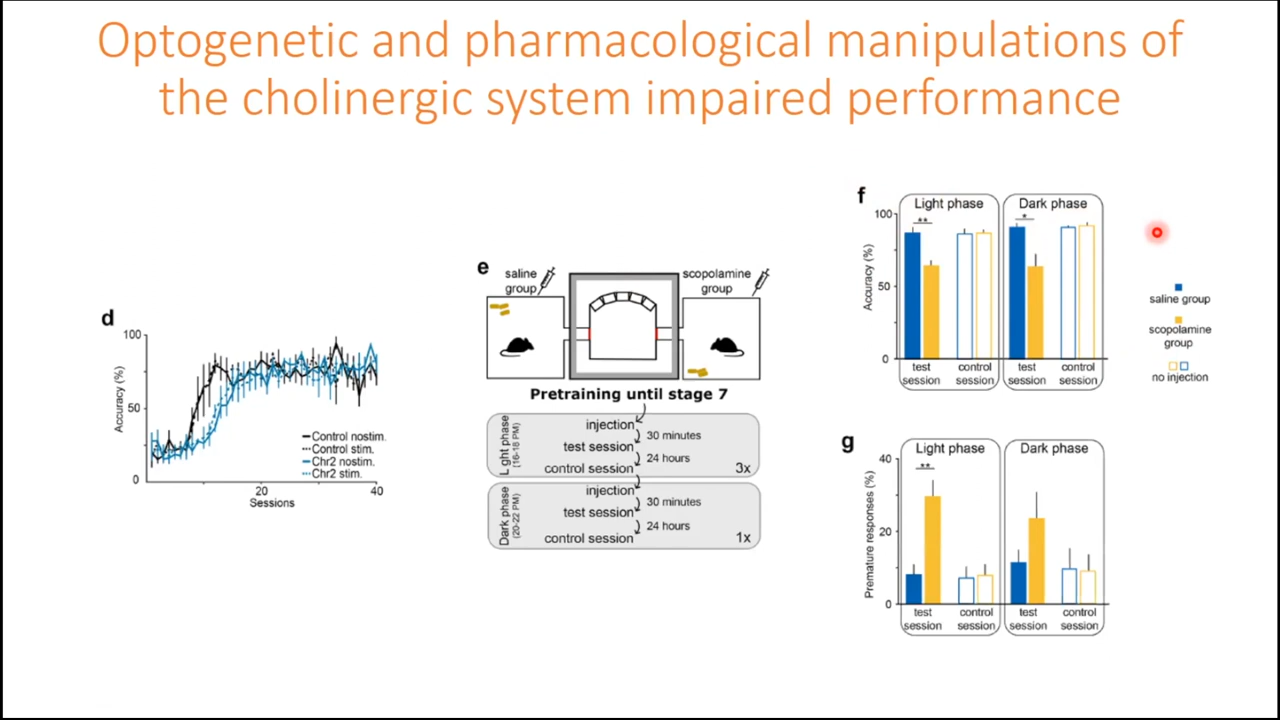 Optogenetic and pharmacological manipulations of
the cholinergic system impaired performance
d
100
50
0
Accuracy (%)
20
40
Sessions
Control nostim.
Control stim.
Chr2 nostim.
Chr2 stim.
e
saline
group
scopolamine
group
Pretraining until stage 7
L ght phase
(16-18 PM)
injection
30 minutes
test session
24 hours
control session
3x
Dark phase
(20-22 PM)
injection
30 minutes
test session
24 hours
control session
1x
f
Light phase
Dark phase
100
50
0
Accuracy (%)
**
*
test
session
control
session
test
session
control
session
saline group
scopolamine
group
no injection
g
Light phase
Dark phase
40
20
0
Premature responses (%)
**
test
session
control
session
test
session
control
session